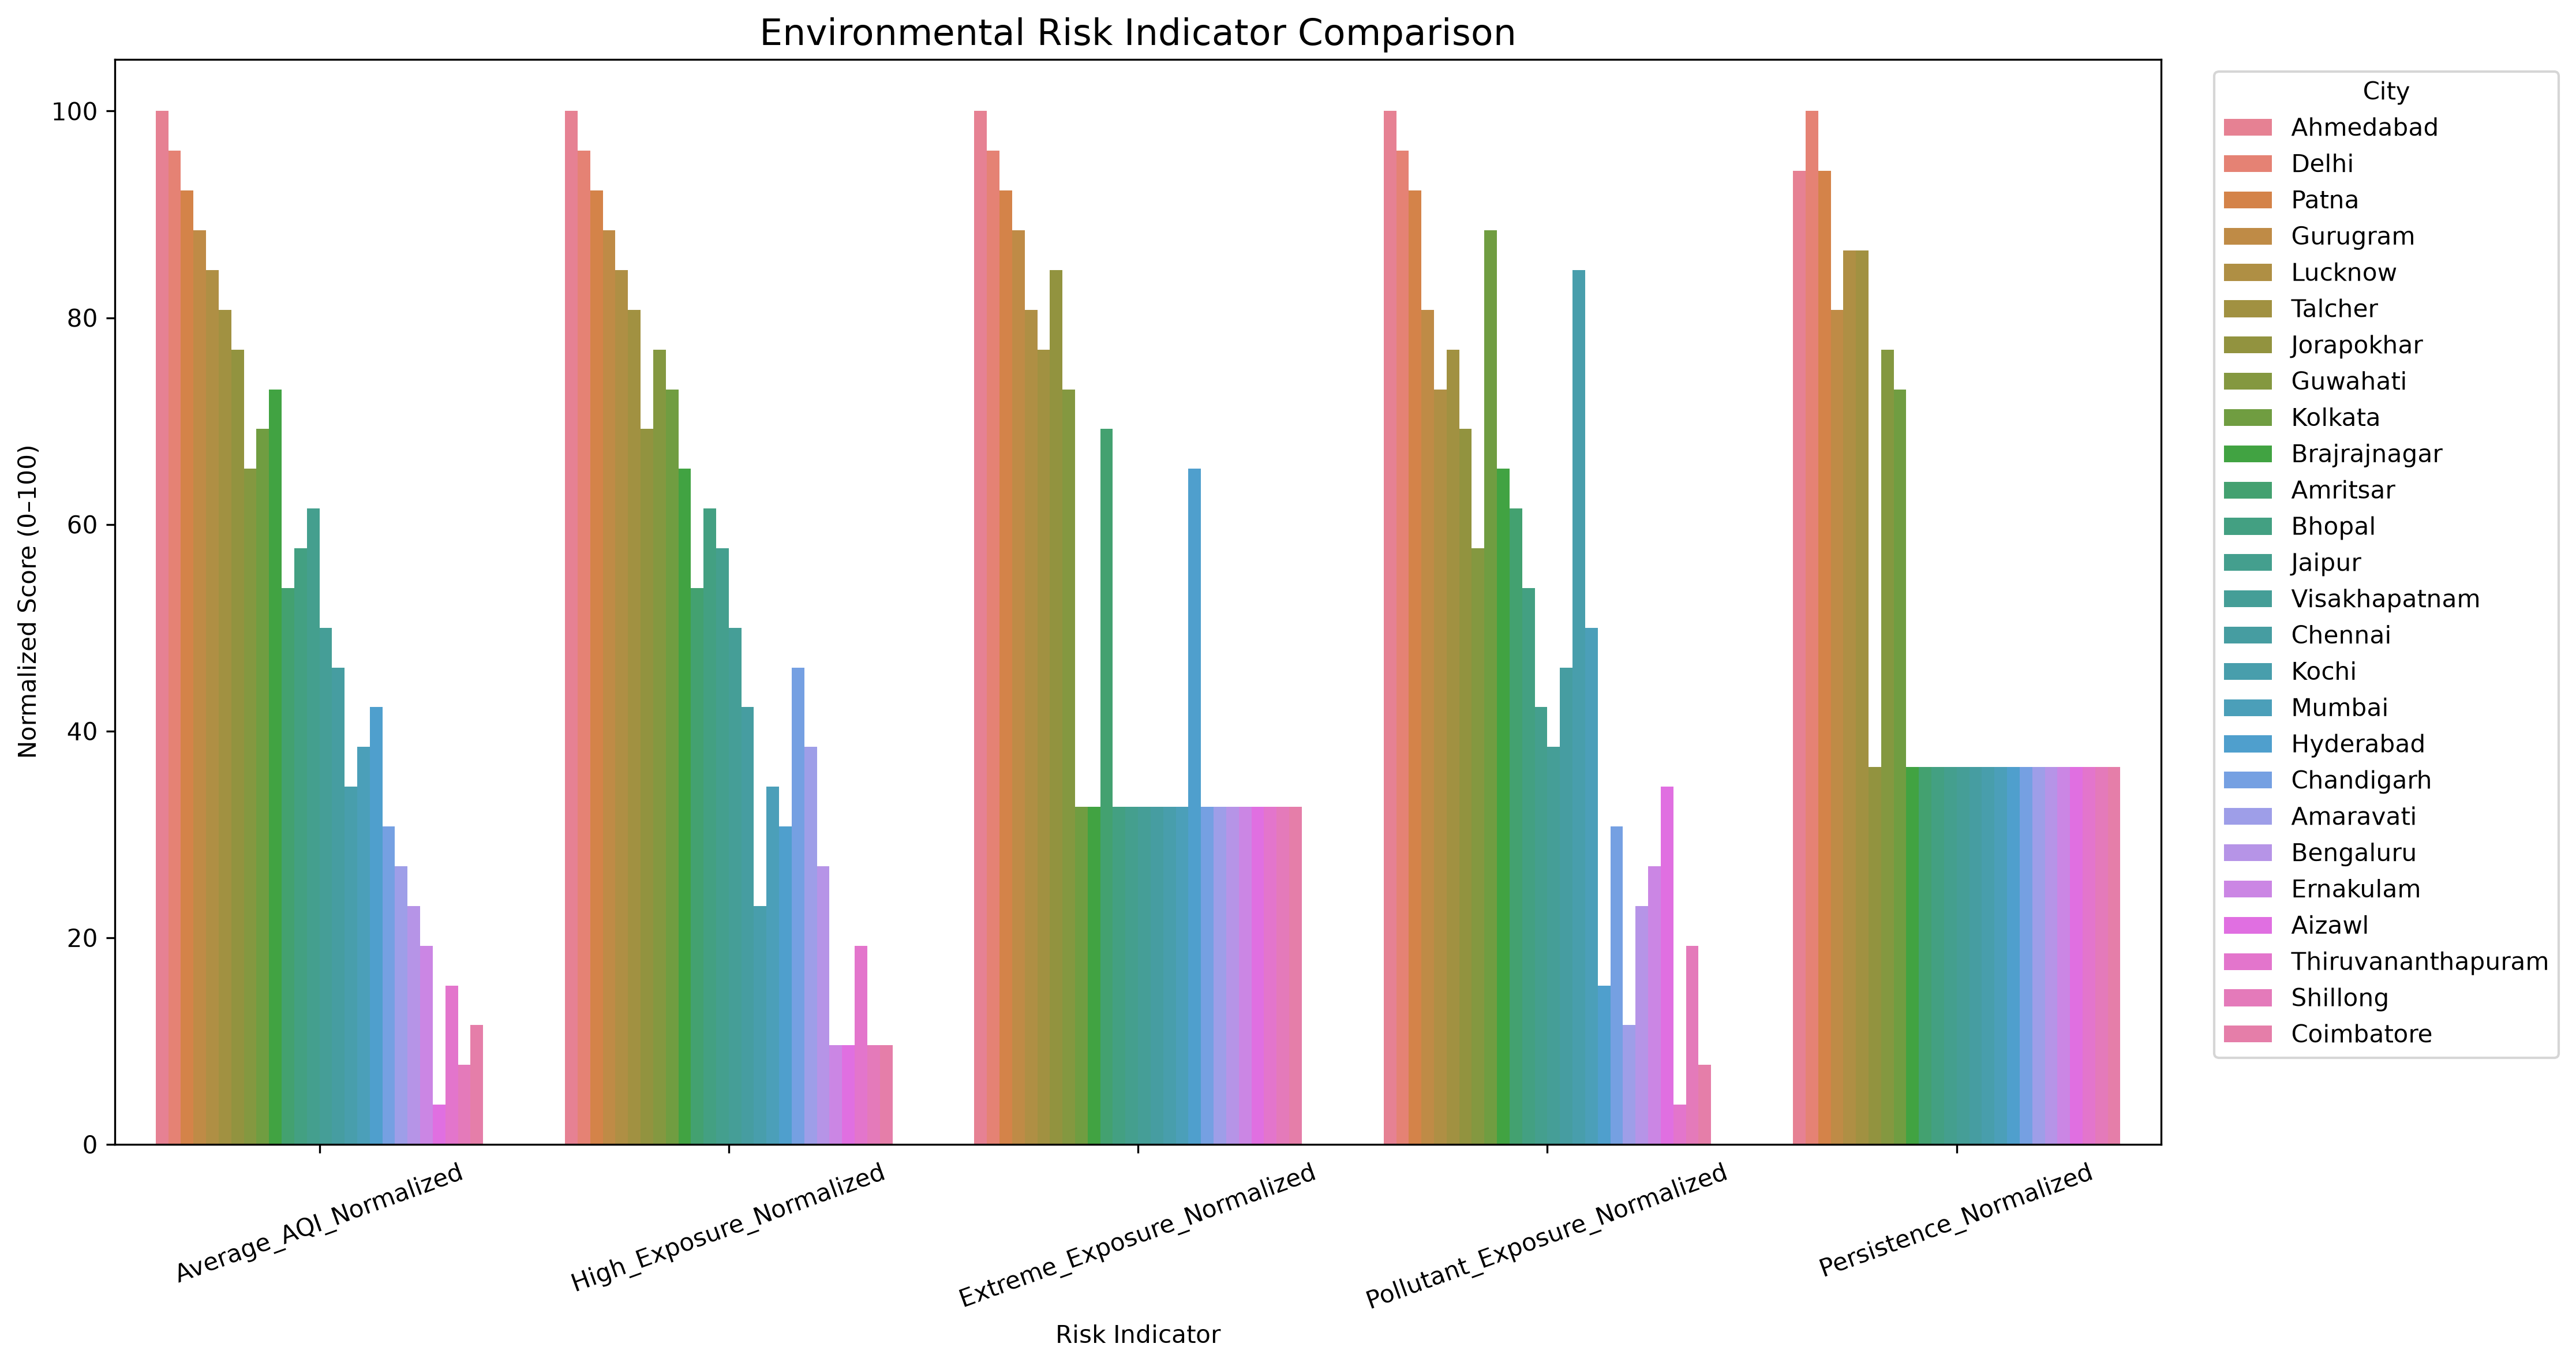 Environmental Risk Indicator Comparison
Normalized Score (0–100)
100
80
60
40
20
0
Average_AQI_Normalized
High_Exposure_Normalized
Extreme_Exposure_Normalized
Pollutant_Exposure_Normalized
Persistence_Normalized
Risk Indicator
City
Ahmedabad
Delhi
Patna
Gurugram
Lucknow
Talcher
Jorapokhar
Guwahati
Kolkata
Brajrajnagar
Amritsar
Bhopal
Jaipur
Visakhapatnam
Chennai
Kochi
Mumbai
Hyderabad
Chandigarh
Amaravati
Bengaluru
Ernakulam
Aizawl
Thiruvananthapuram
Shillong
Coimbatore